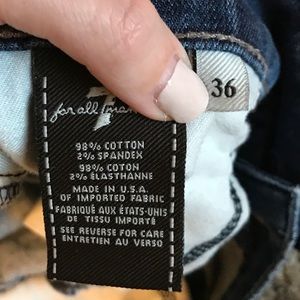 7
for all man
36
98% COTTON
2% SPANDEX
98% COTON
2% ELASTHANNE
MADE IN U.S.A.
OF IMPORTED FABRIC
FABRIQUÉ AUX ÉTATS-UNIS
DE TISSU IMPORTÉ
SEE REVERSE FOR CARE
ENTRETIEN AU VERSO